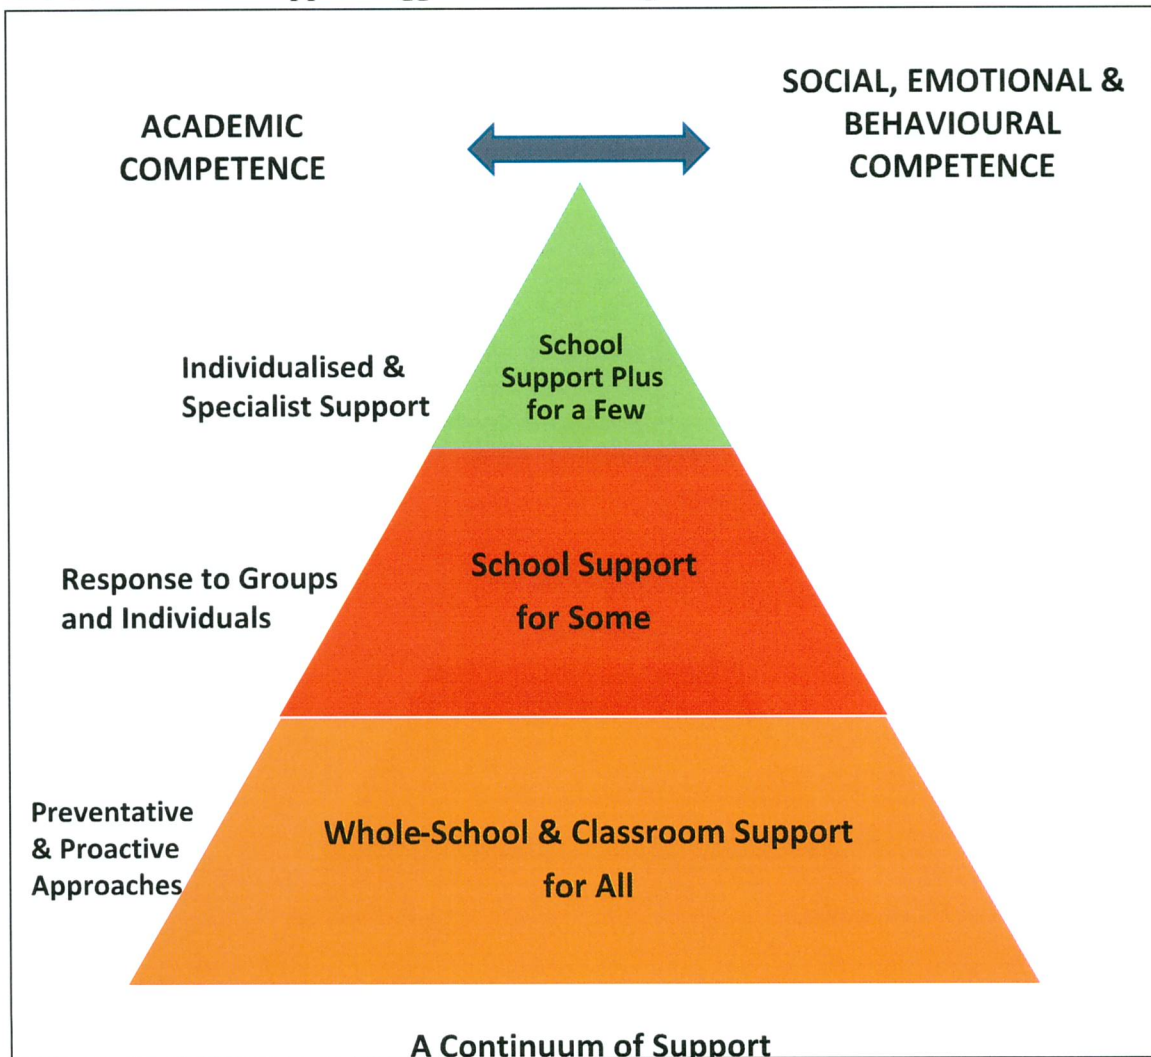 ACADEMIC
COMPETENCE
SOCIAL, EMOTIONAL &
BEHAVIOURAL
COMPETENCE
Individualised &
Specialist Support
School
Support Plus
for a Few
Response to Groups
and Individuals
School Support
for Some
Preventative
& Proactive
Approaches
Whole-School & Classroom Support
for All
A Continuum of Support